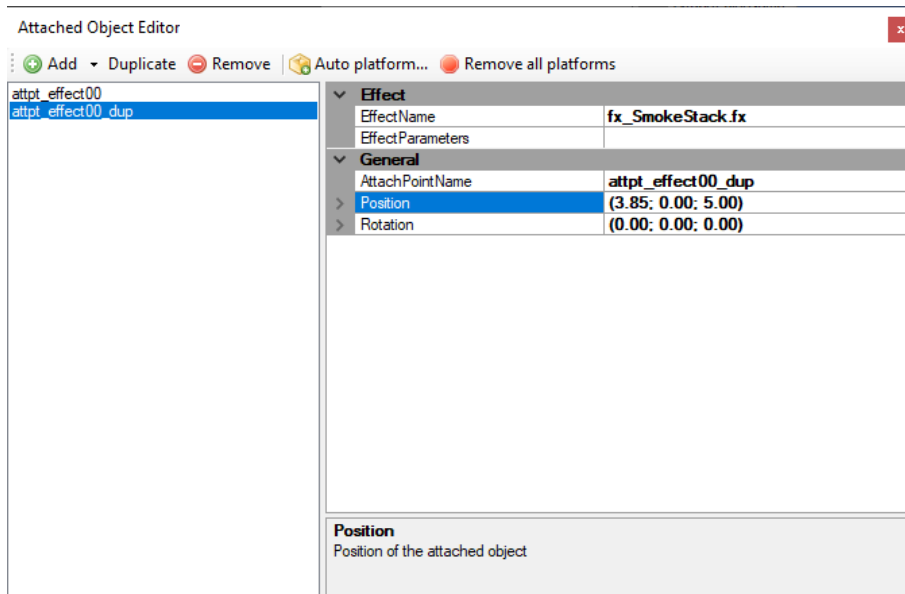 Attached Object Editor
x
Add Duplicate Remove Auto platform... Remove all platforms
attpt_effect00
attpt_effect00_dup
Effect
EffectName fx_SmokeStack.fx
EffectParameters
General
AttachPointName attpt_effect00_dup
Position (3.85; 0.00; 5.00)
Rotation (0.00; 0.00; 0.00)
Position
Position of the attached object